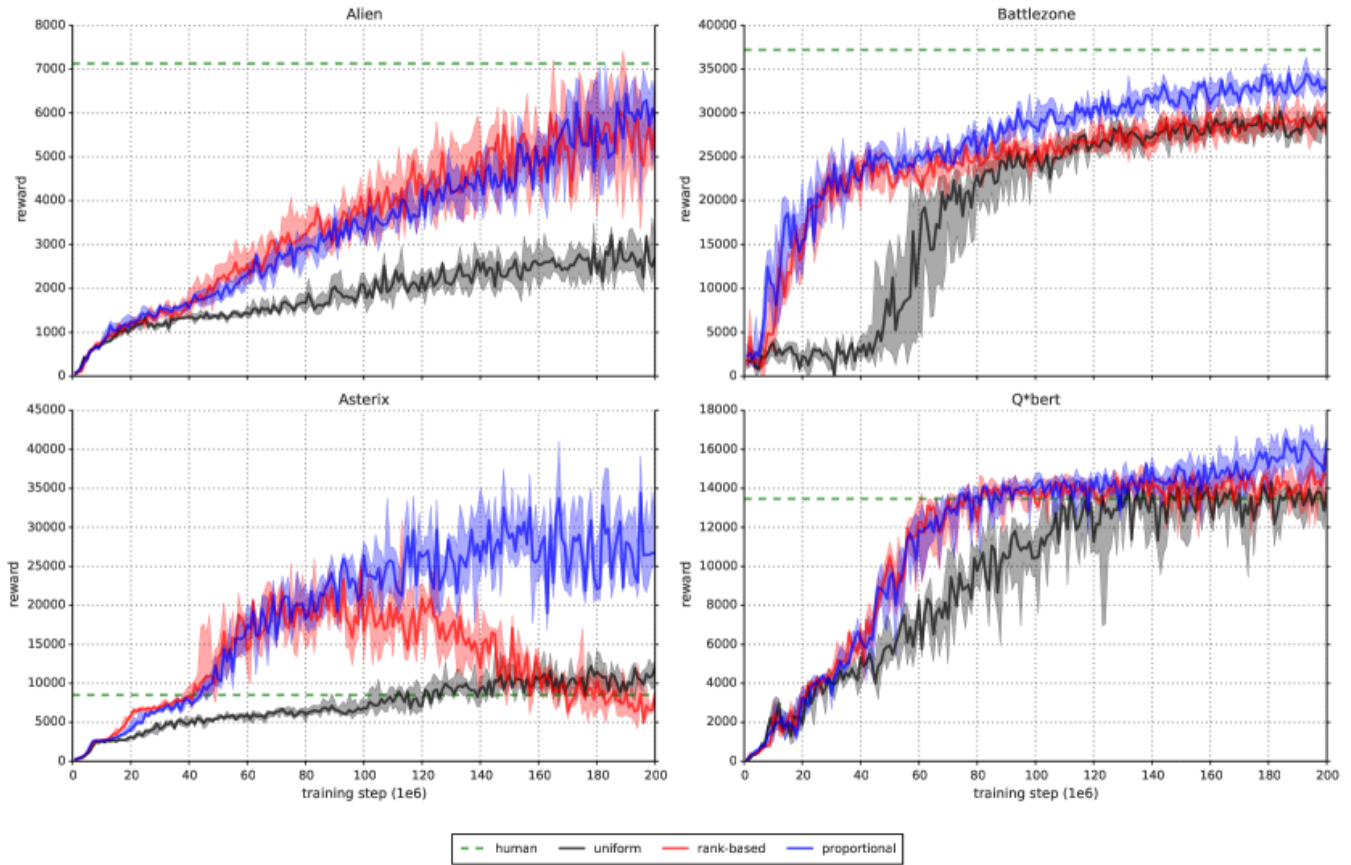 Alien
8000
7000
6000
5000
4000
3000
2000
1000
0
reward
Battlezone
40000
35000
30000
25000
20000
15000
10000
5000
0
reward
Asterix
45000
40000
35000
30000
25000
20000
15000
10000
5000
0
reward
0 20 40 60 80 100 120 140 160 180 200
training step (1e6)
Q*bert
18000
16000
14000
12000
10000
8000
6000
4000
2000
0
reward
0 20 40 60 80 100 120 140 160 180 200
training step (1e6)
human uniform rank-based proportional